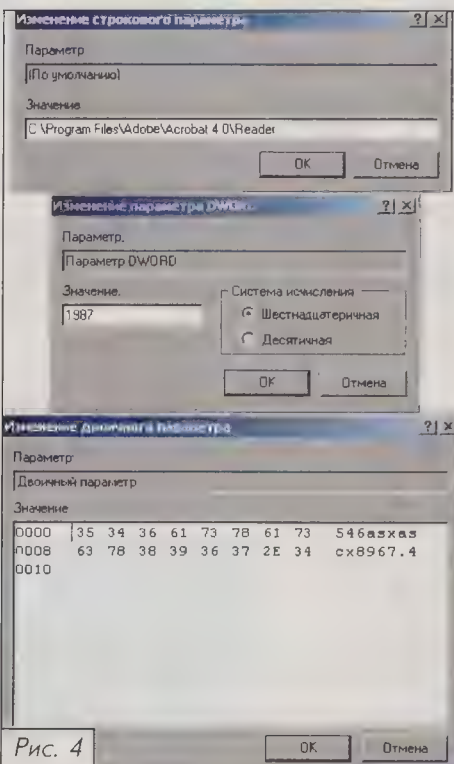 Изменение строкового параметра ? ×
Параметр
(По умолчанию)
Значение
C:\Program Files\Adobe\Acrobat 4.0\Reader
OK Отмена
Изменение параметра DWORD ? ×
Параметр.
Параметр DWORD
Значение.
1987
Система исчисления
Шестнадцатеричная
Десятичная
OK Отмена
Изменение двоичного параметра ? ×
Параметр
Двоичный параметр
Значение
0000 35 34 36 61 73 78 61 73 546asxas
0008 63 78 38 39 36 37 2E 34 cx8967.4
0010
Рис. 4
OK Отмена